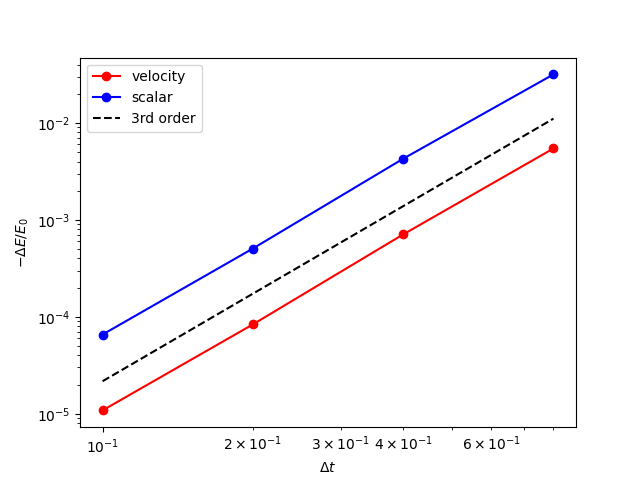 velocity
scalar
3rd order
10⁻²
10⁻³
10⁻⁴
10⁻⁵
−ΔE/E₀
10⁻¹
2 × 10⁻¹
3 × 10⁻¹
4 × 10⁻¹
6 × 10⁻¹
Δt